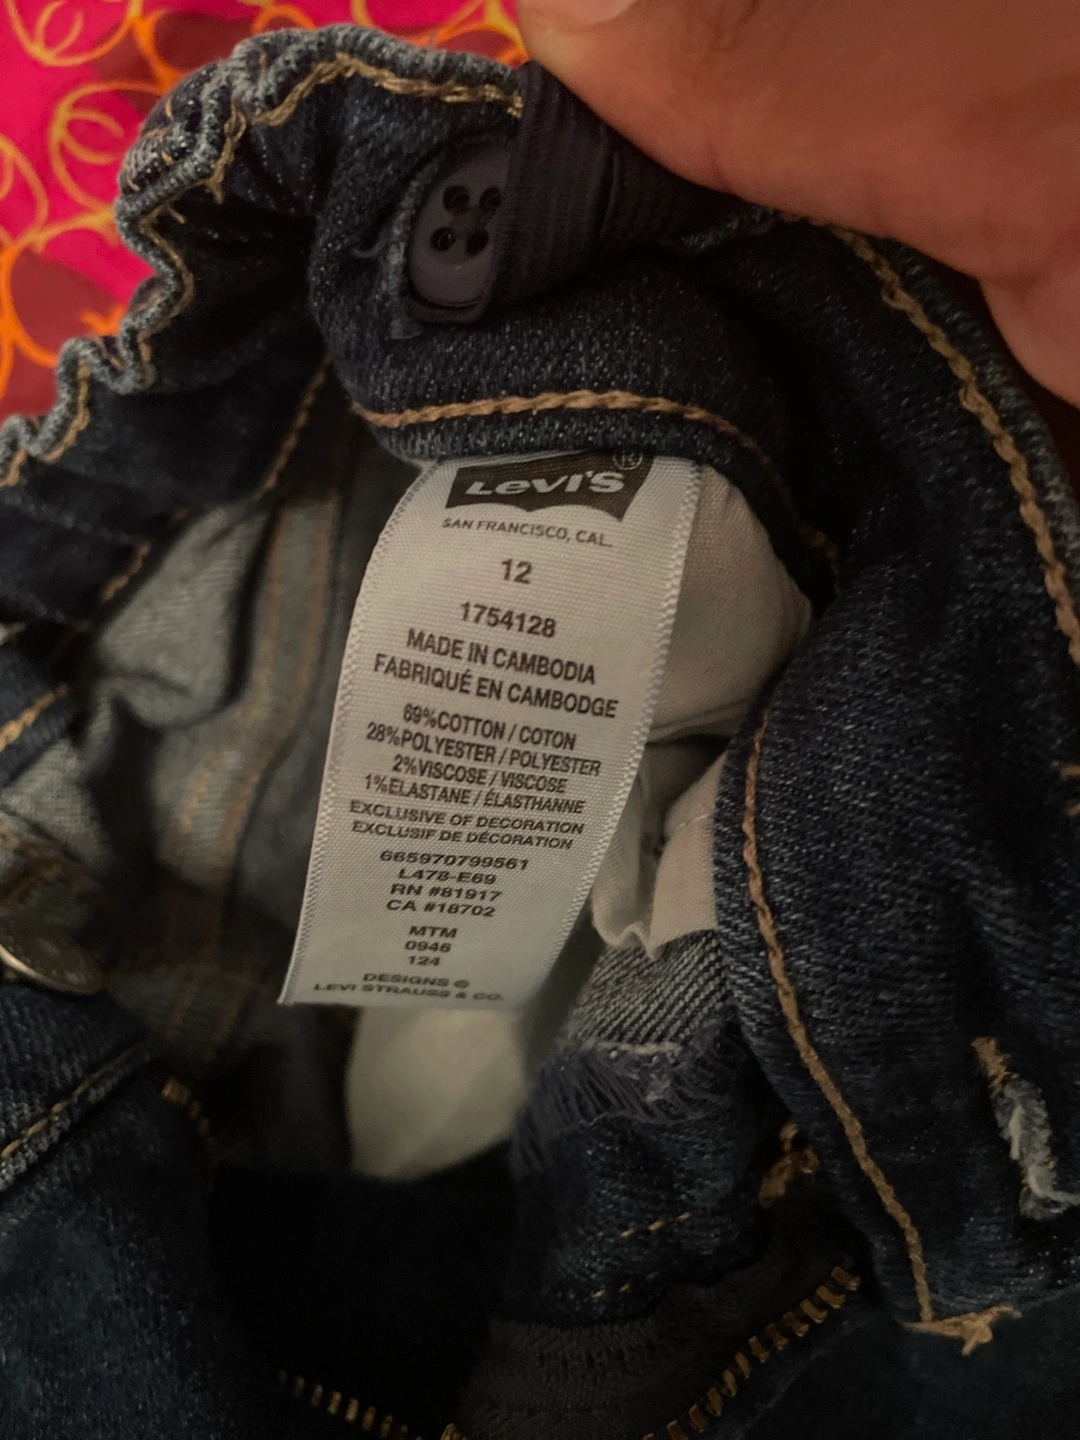 LEVI'S®
SAN FRANCISCO, CAL.
12
1754128
MADE IN CAMBODIA
FABRIQUÉ EN CAMBODGE
69%COTTON / COTON
28%POLYESTER / POLYESTER
2%VISCOSE / VISCOSE
1%ELASTANE / ÉLASTHANNE
EXCLUSIVE OF DECORATION
EXCLUSIF DE DÉCORATION
665970799561
L478-E69
RN #81917
CA #18702
MTM
0946
124
DESIGNS ©
LEVI STRAUSS & CO.